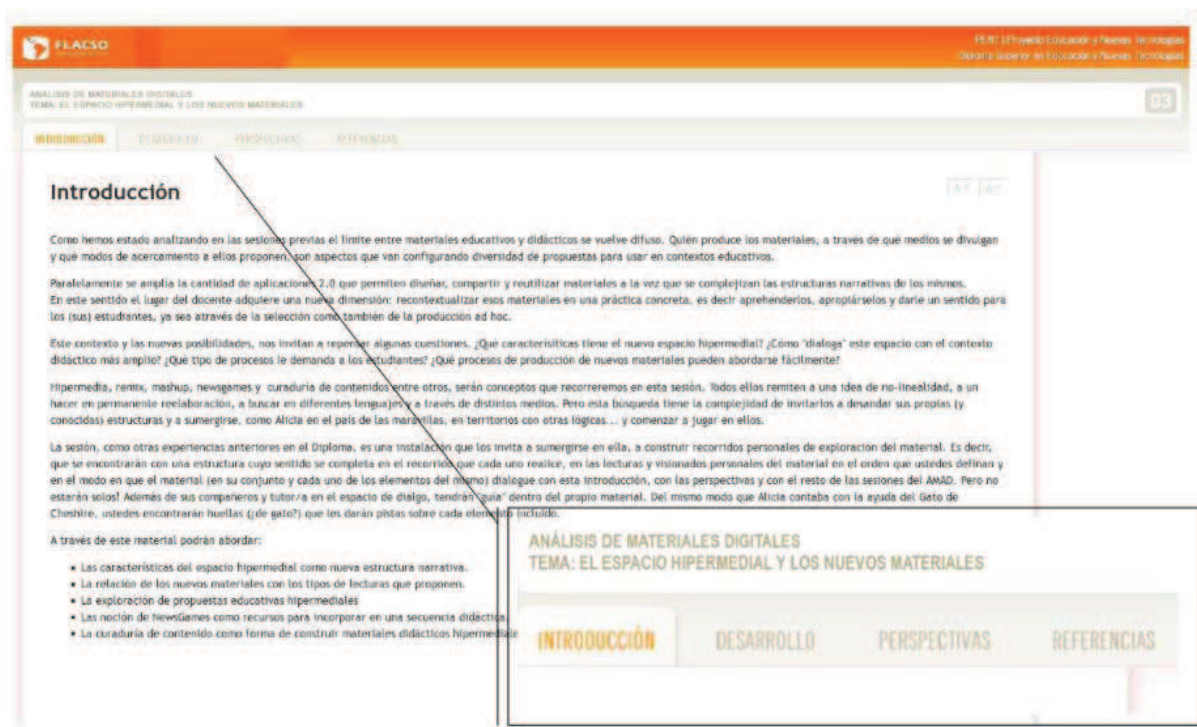 FLACSO
PENT | Proyecto Educación y Nuevas Tecnologías
Diploma Superior en Educación y Nuevas Tecnologías
ANÁLISIS DE MATERIALES DIGITALES
TEMA: EL ESPACIO HIPERMEDIAL Y LOS NUEVOS MATERIALES
03
INTRODUCCIÓN DESARROLLO PERSPECTIVAS REFERENCIAS
Introducción
A+ A-
Como hemos estado analizando en las sesiones previas el límite entre materiales educativos y didácticos se vuelve difuso. Quién produce los materiales, a través de qué medios se divulgan
y qué modos de acercamiento a ellos proponen, son aspectos que van configurando diversidad de propuestas para usar en contextos educativos.
Paralelamente se amplía la cantidad de aplicaciones 2.0 que permiten diseñar, compartir y reutilizar materiales a la vez que se complejizan las estructuras narrativas de los mismos.
En este sentido el lugar del docente adquiere una nueva dimensión: recontextualizar esos materiales en una práctica concreta, es decir aprehenderlos, apropiárselos y darle un sentido para
los (sus) estudiantes, ya sea através de la selección como también de la producción ad hoc.
Este contexto y las nuevas posibilidades, nos invitan a repensar algunas cuestiones. ¿Qué caracterísiticas tiene el nuevo espacio hipermedial? ¿Cómo "dialoga" este espacio con el contexto
didáctico más amplio? ¿Qué tipo de procesos le demanda a los estudiantes? ¿Qué procesos de producción de nuevos materiales pueden abordarse fácilmente?
Hipermedia, remix, mashup, newsgames y curaduría de contenidos entre otros, serán conceptos que recorreremos en esta sesión. Todos ellos remiten a una idea de no-linealidad, a un
hacer en permanente reelaboración, a buscar en diferentes lenguajes y a través de distintos medios. Pero esta búsqueda tiene la complejidad de invitarlos a desandar sus propias (y
conocidas) estructuras y a sumergirse, como Alicia en el país de las maravillas, en territorios con otras lógicas... y comenzar a jugar en ellos.
La sesión, como otras experiencias anteriores en el Diploma, es una instalación que los invita a sumergirse en ella, a construir recorridos personales de exploración del material. Es decir,
que se encontrarán con una estructura cuyo sentido se completa en el recorrido que cada uno realice, en las lecturas y visionados personales del material en el orden que ustedes definan y
en el modo en que el material (en su conjunto y cada uno de los elementos del mismo) dialogue con esta introducción, con las perspectivas y con el resto de las sesiones del AMAD. Pero no
estarán solos! Además de sus compañeros y tutor/a en el espacio de dialgo, tendrán "guía" dentro del propio material. Del mismo modo que Alicia contaba con la ayuda del Gato de
Cheshire, ustedes encontrarán huellas (¿de gato?) que les darán pistas sobre cada elemento incluido.
A través de este material podrán abordar:
• Las características del espacio hipermedial como nueva estructura narrativa.
• La relación de los nuevos materiales con los tipos de lecturas que proponen.
• La exploración de propuestas educativas hipermediales
• Las noción de NewsGames como recursos para incorporar en una secuencia didáctica.
• La curaduría de contenido como forma de construir materiales didácticos hipermediale
ANÁLISIS DE MATERIALES DIGITALES
TEMA: EL ESPACIO HIPERMEDIAL Y LOS NUEVOS MATERIALES
INTRODUCCIÓN DESARROLLO PERSPECTIVAS REFERENCIAS